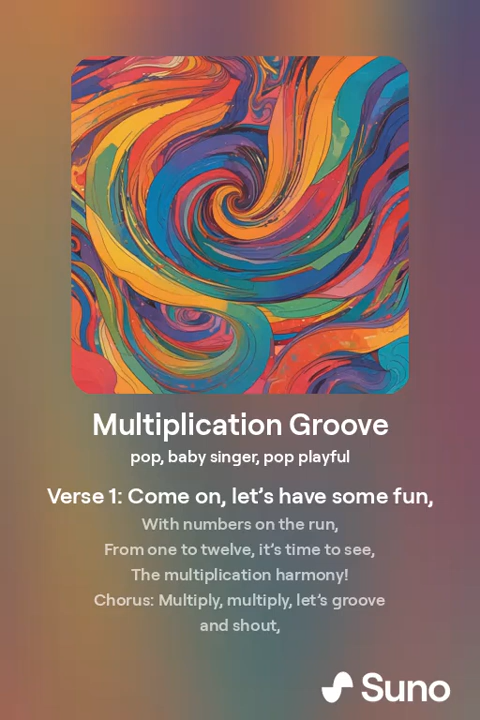 Multiplication Groove
pop, baby singer, pop playful
Verse 1: Come on, let's have some fun,
With numbers on the run,
From one to twelve, it's time to see,
The multiplication harmony!
Chorus: Multiply, multiply, let's groove
and shout,
Suno